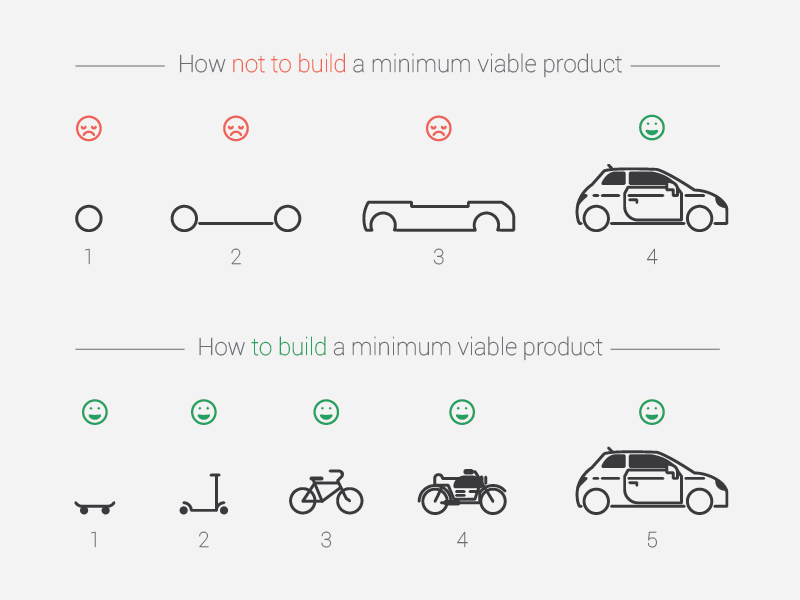 How not to build a minimum viable product
1 2 3 4
How to build a minimum viable product
1 2 3 4 5